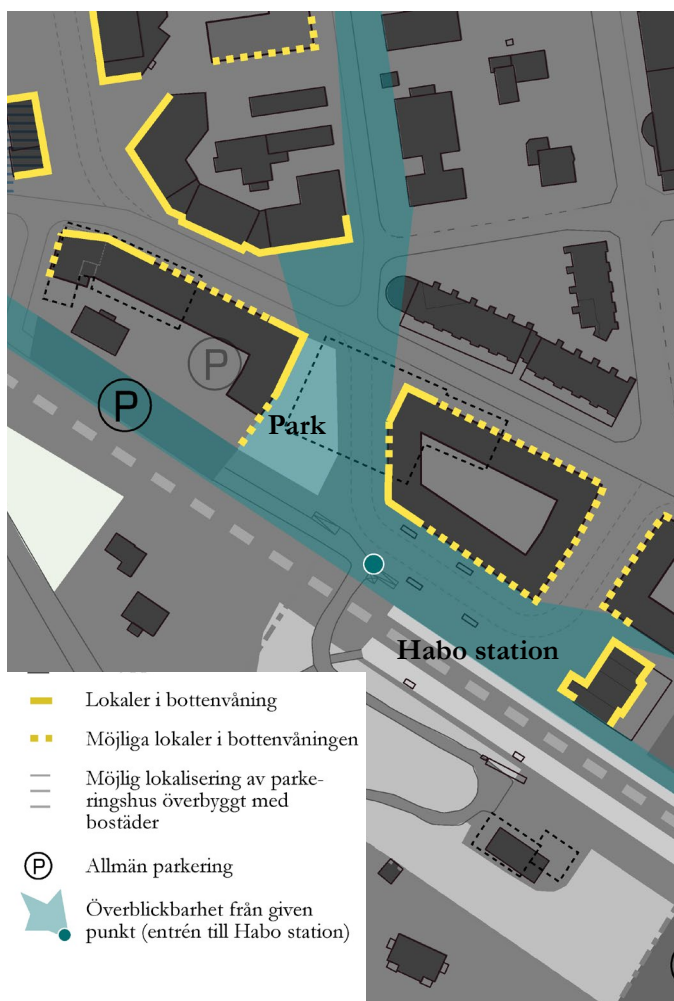 P
P
Park
Habo station
Lokaler i bottenvåning
Möjliga lokaler i bottenvåningen
Möjlig lokalisering av parke-
ringshus överbyggt med
bostäder
P
Allmän parkering
Överblickbarhet från given
punkt (entrén till Habo station)